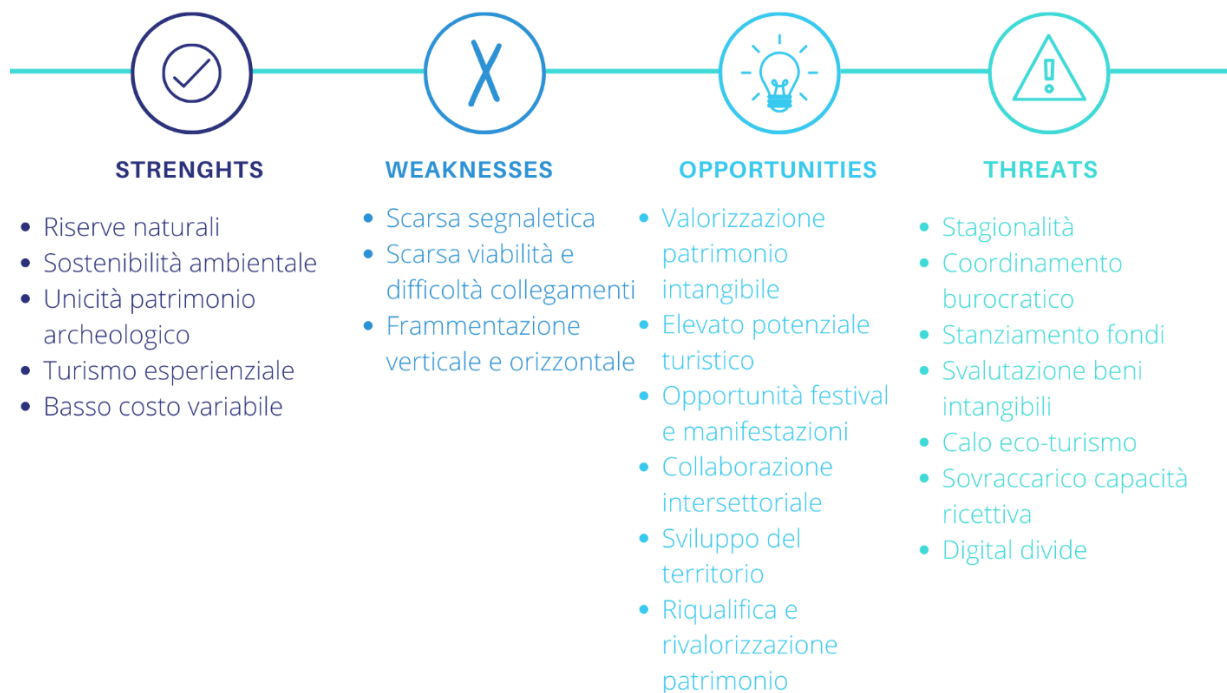 STRENGHTS
• Riserve naturali
• Sostenibilità ambientale
• Unicità patrimonio
archeologico
• Turismo esperienziale
• Basso costo variabile
WEAKNESSES
• Scarsa segnaletica
• Scarsa viabilità e
difficoltà collegamenti
• Frammentazione
verticale e orizzontale
OPPORTUNITIES
• Valorizzazione
patrimonio
intangibile
• Elevato potenziale
turistico
• Opportunità festival
e manifestazioni
• Collaborazione
intersettoriale
• Sviluppo del
territorio
• Riqualifica e
rivalorizzazione
patrimonio
THREATS
• Stagionalità
• Coordinamento
burocratico
• Stanziamento fondi
• Svalutazione beni
intangibili
• Calo eco-turismo
• Sovraccarico capacità
ricettiva
• Digital divide